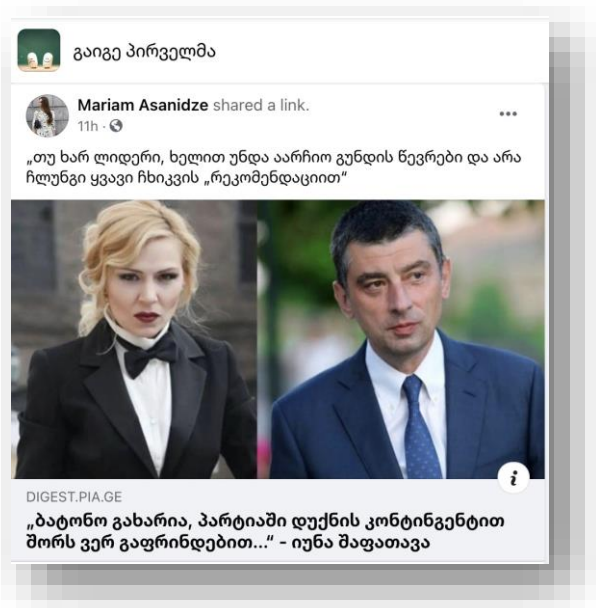 გაიგე პირველმა
Mariam Asanidze shared a link.
11h ·
„თუ ხარ ლიდერი, ხელით უნდა აარჩიო გუნდის წევრები და არა
ჩლუნგი ყვავი ჩხიკვის „რეკომენდაციით“
DIGEST.PIA.GE
„ბატონო გახარია, პარტიაში დუქნის კონტინგენტით
შორს ვერ გაფრინდებით...“ - იუნა შაფათავა